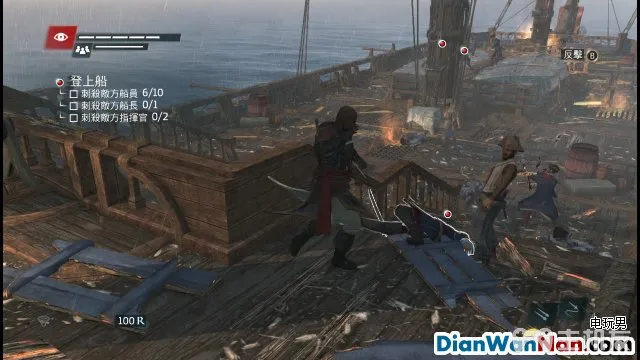 登上船
刺殺敵方船員 6/10
刺殺敵方船長 0/1
刺殺敵方指揮官 0/2
反擊 B
100 R
电玩男
DianWanNan.com